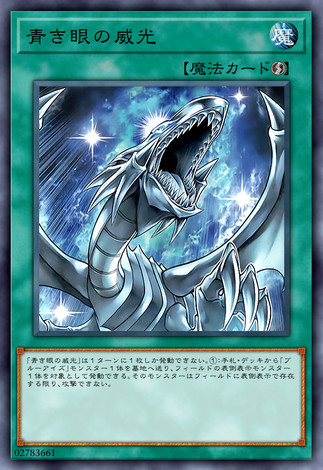 青き眼の威光
魔
【魔法カード】
「青き眼の威光」は１ターンに１枚しか発動できない。①：手札・デッキから「ブ
ルーアイズ」モンスター１体を墓地へ送り、フィールドの表側表示モンスター
１体を対象として発動できる。そのモンスターはフィールドに表側表示で存在
する限り、攻撃できない。
02783661